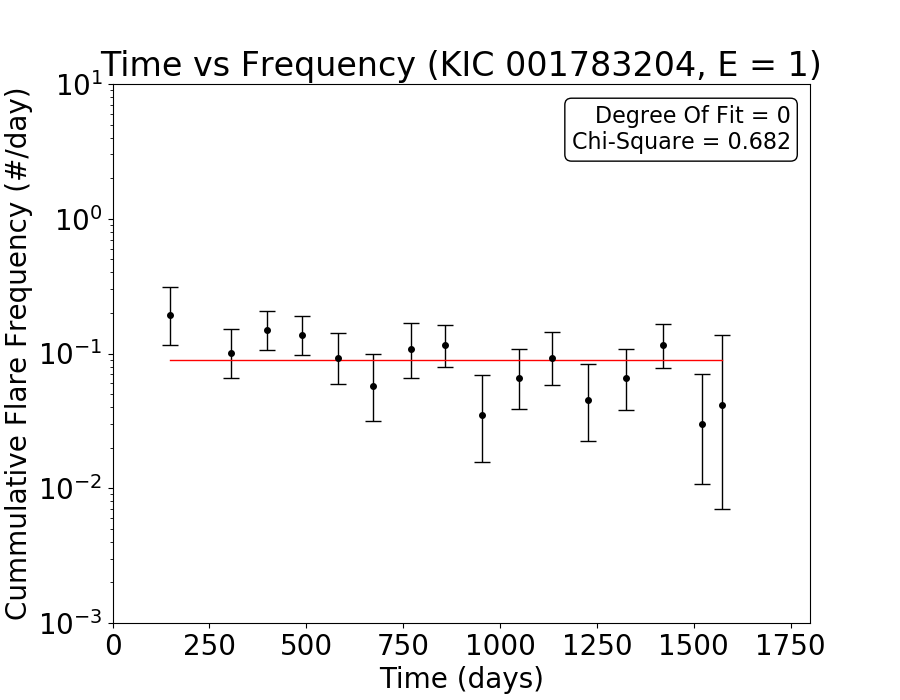 Time vs Frequency (KIC 001783204, E = 1)
Degree Of Fit = 0
Chi-Square = 0.682
Cummulative Flare Frequency (#/day)
10¹
10⁰
10⁻¹
10⁻²
10⁻³
0 250 500 750 1000 1250 1500 1750
Time (days)